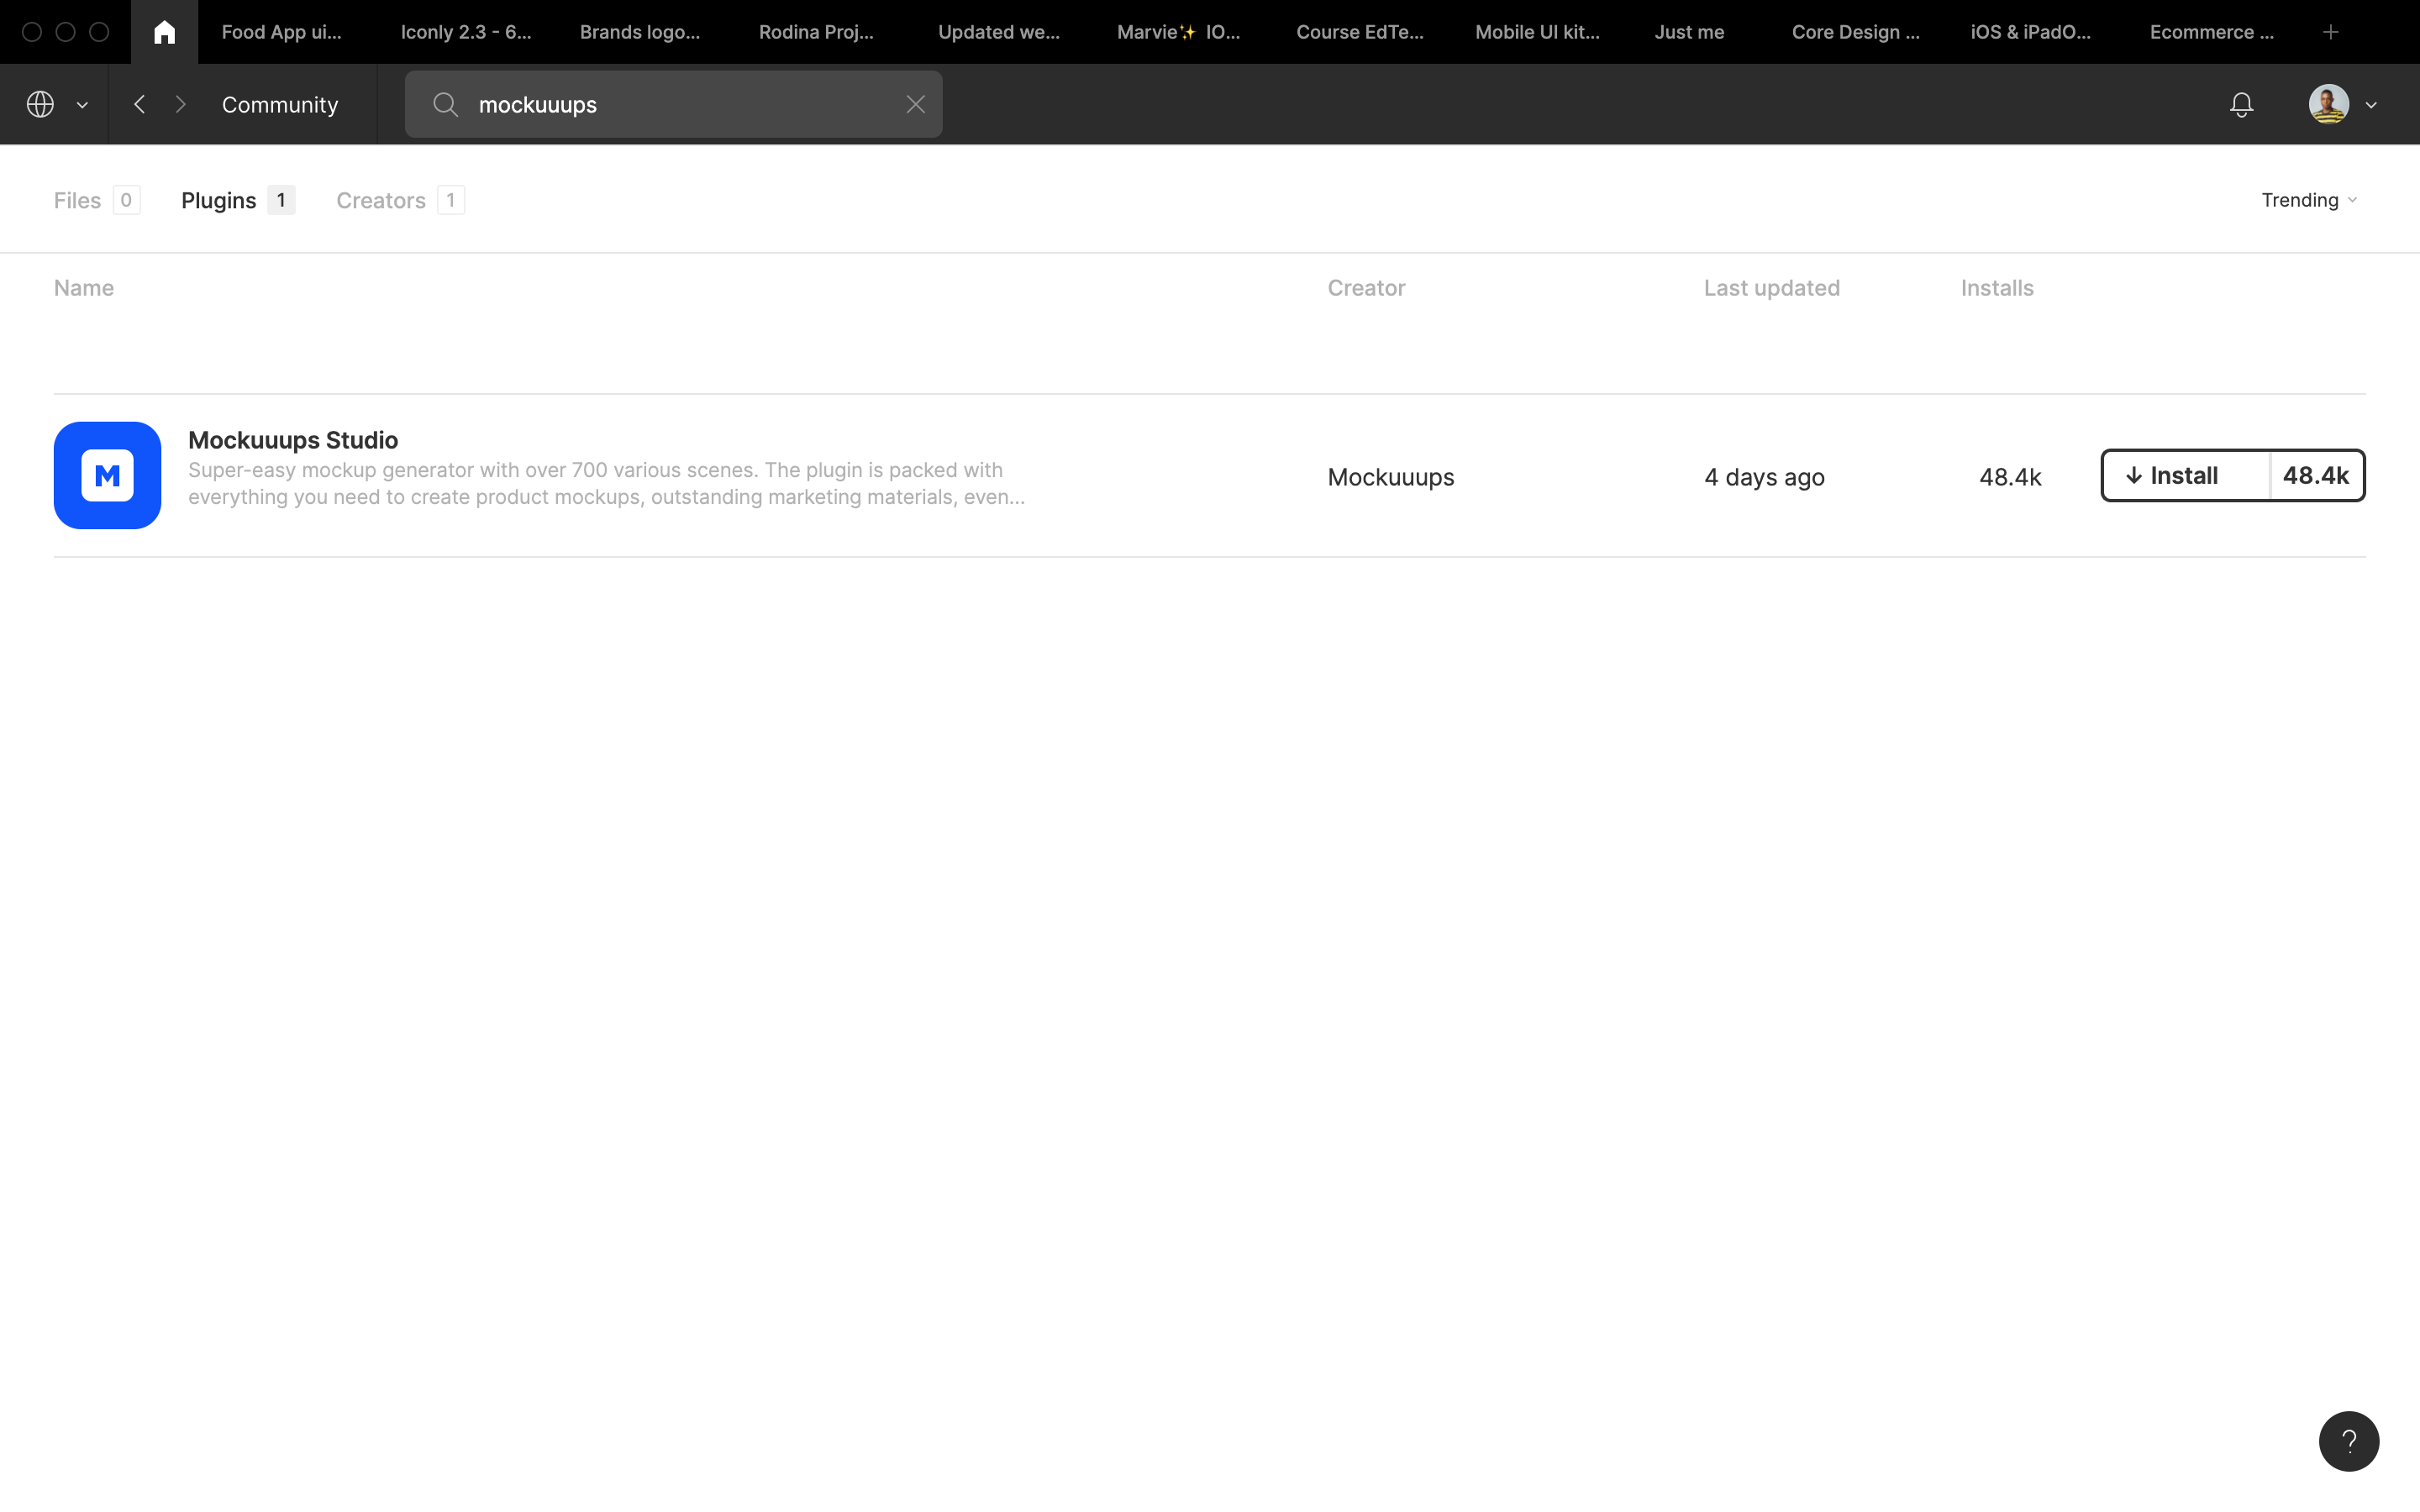 Food App ui...
Iconly 2.3 - 6...
Brands logo...
Rodina Proj...
Updated we...
Marvie✨ IO...
Course EdTe...
Mobile UI kit...
Just me
Core Design ...
iOS & iPadO...
Ecommerce ...
Community
mockuuups
Files 0
Plugins 1
Creators 1
Trending
Name
Creator
Last updated
Installs
M
Mockuuups Studio
Super-easy mockup generator with over 700 various scenes. The plugin is packed with
everything you need to create product mockups, outstanding marketing materials, even...
Mockuuups
4 days ago
48.4k
Install
48.4k
?